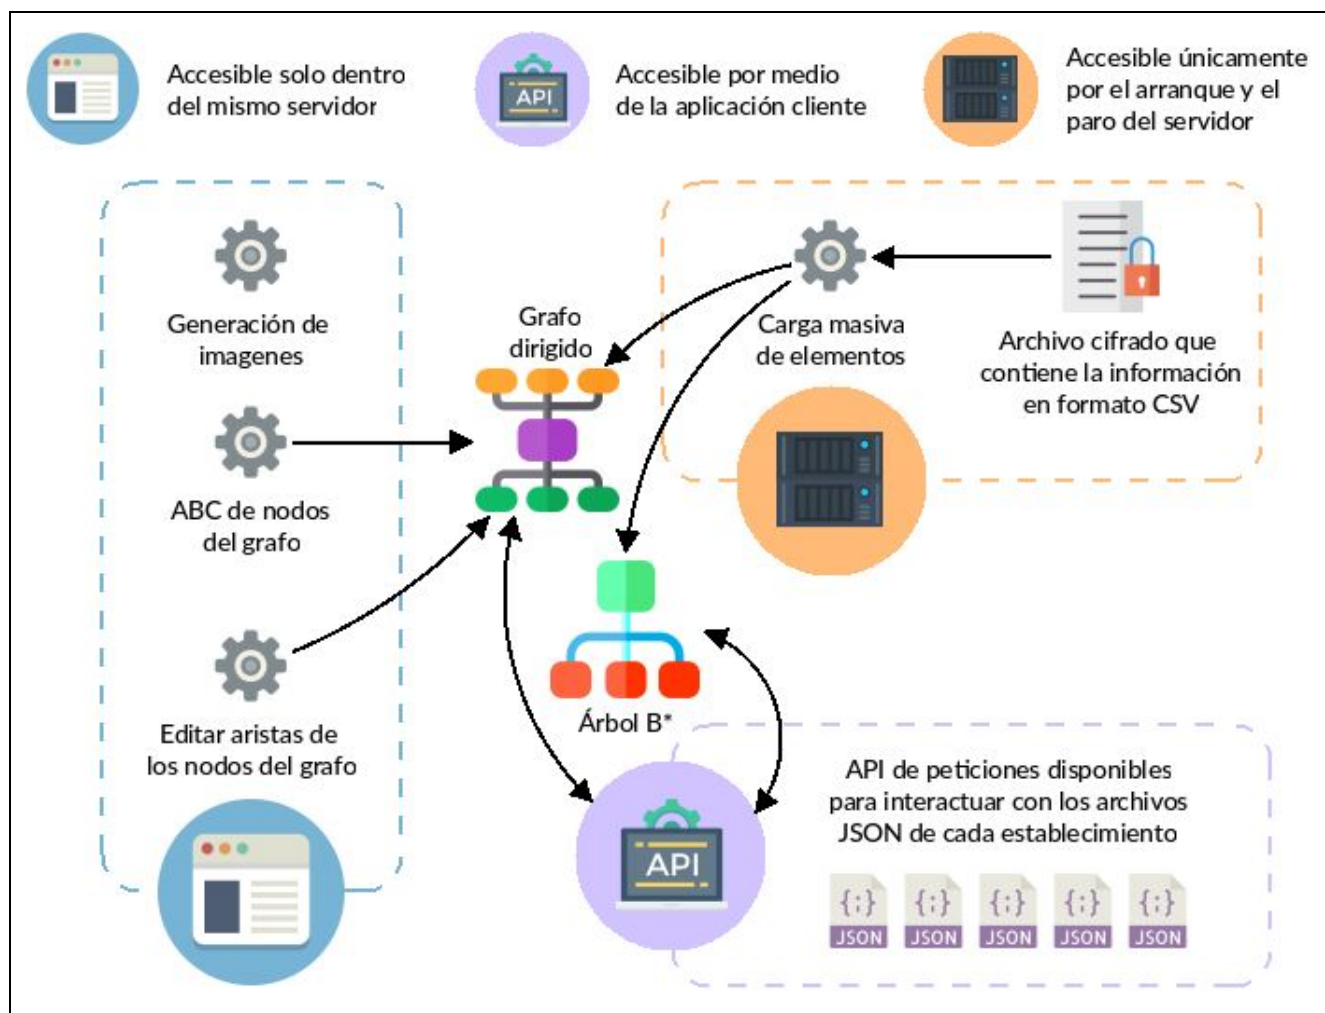 Accesible solo dentro
del mismo servidor
API
Accesible por medio
de la aplicación cliente
Accesible únicamente
por el arranque y el
paro del servidor
Generación de
imagenes
ABC de nodos
del grafo
Editar aristas de
los nodos del grafo
Grafo
dirigido
Carga masiva
de elementos
Archivo cifrado que
contiene la información
en formato CSV
Árbol B*
API
API de peticiones disponibles
para interactuar con los archivos
JSON de cada establecimiento
{;} {;} {;} {;} {;}
JSON JSON JSON JSON JSON